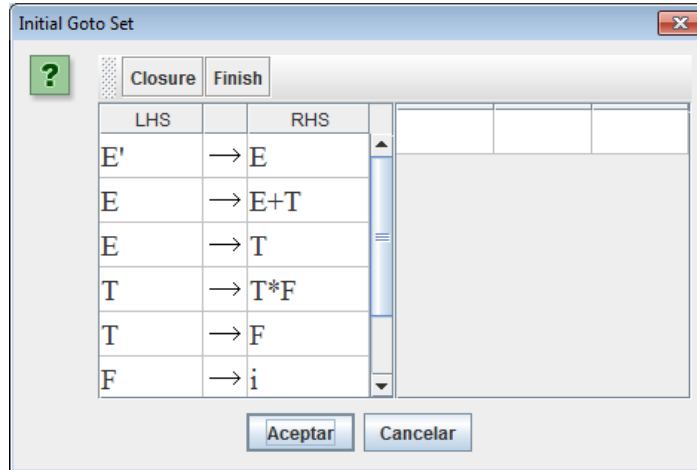 Initial Goto Set
?
Closure Finish
LHS RHS
E' → E
E → E+T
E → T
T → T*F
T → F
F → i
Aceptar Cancelar